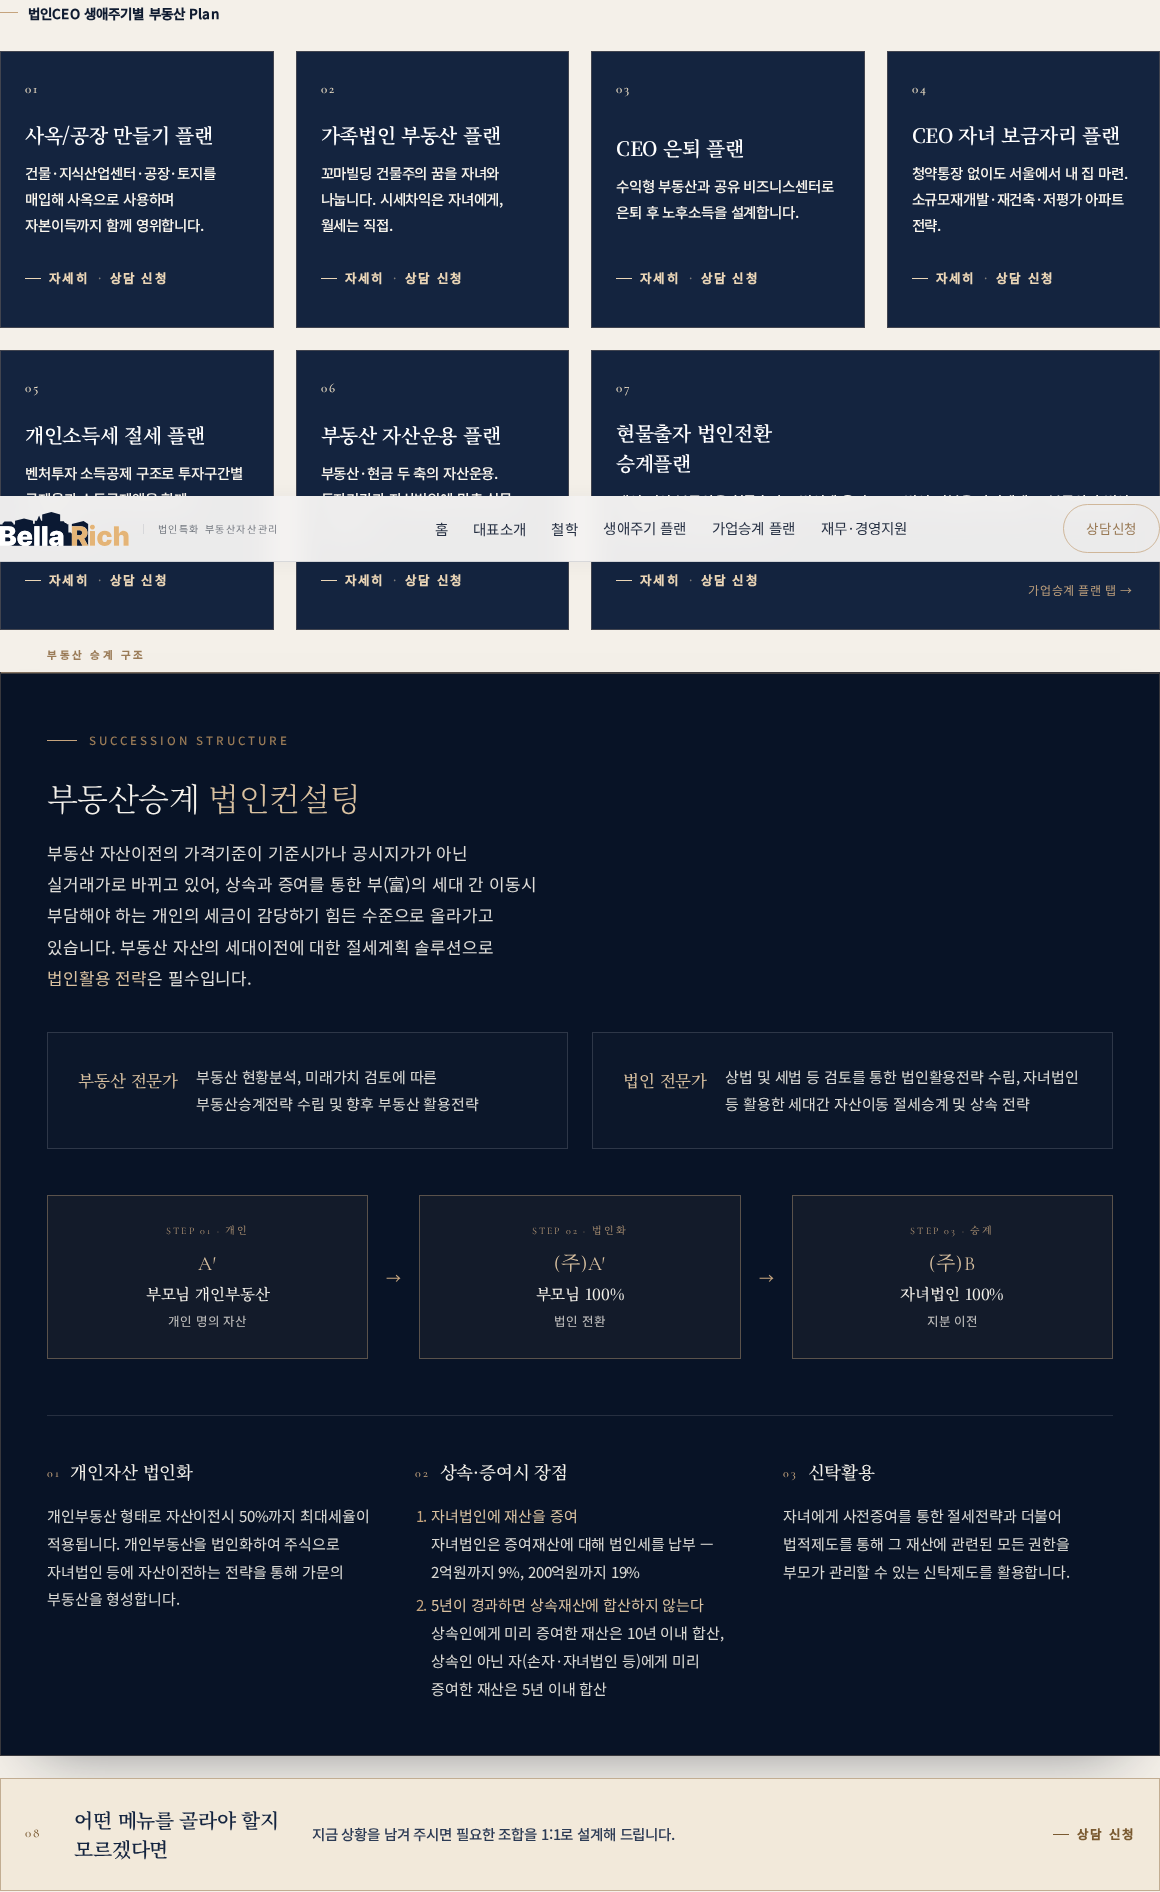 법인CEO 생애주기별 부동산 Plan
01
사옥/공장 만들기 플랜
건물·지식산업센터·공장·토지를
매입해 사옥으로 사용하며
자본이득까지 함께 영위합니다.
자세히 · 상담 신청
02
가족법인 부동산 플랜
꼬마빌딩 건물주의 꿈을 자녀와
나눕니다. 시세차익은 자녀에게,
월세는 직접.
자세히 · 상담 신청
03
CEO 은퇴 플랜
수익형 부동산과 공유 비즈니스센터로
은퇴 후 노후소득을 설계합니다.
자세히 · 상담 신청
04
CEO 자녀 보금자리 플랜
청약통장 없이도 서울에서 내 집 마련.
소규모재개발·재건축·저평가 아파트
전략.
자세히 · 상담 신청
05
개인소득세 절세 플랜
벤처투자 소득공제 구조로 투자구간별
06
부동산 자산운용 플랜
부동산·현금 두 축의 자산운용.
07
현물출자 법인전환
승계플랜
BellaRich
법인특화 부동산자산관리
홈
대표소개
철학
생애주기 플랜
가업승계 플랜
재무·경영지원
상담신청
자세히 · 상담 신청
자세히 · 상담 신청
자세히 · 상담 신청
가업승계 플랜 탭 →
부동산 승계 구조
SUCCESSION STRUCTURE
부동산승계 법인컨설팅
부동산 자산이전의 가격기준이 기준시가나 공시지가가 아닌
실거래가로 바뀌고 있어, 상속과 증여를 통한 부(富)의 세대 간 이동시
부담해야 하는 개인의 세금이 감당하기 힘든 수준으로 올라가고
있습니다. 부동산 자산의 세대이전에 대한 절세계획 솔루션으로
법인활용 전략은 필수입니다.
부동산 전문가
부동산 현황분석, 미래가치 검토에 따른
부동산승계전략 수립 및 향후 부동산 활용전략
법인 전문가
상법 및 세법 등 검토를 통한 법인활용전략 수립, 자녀법인
등 활용한 세대간 자산이동 절세승계 및 상속 전략
STEP 01 · 개인
A′
부모님 개인부동산
개인 명의 자산
→
STEP 02 · 법인화
(주)A′
부모님 100%
법인 전환
→
STEP 03 · 승계
(주)B
자녀법인 100%
지분 이전
01 개인자산 법인화
개인부동산 형태로 자산이전시 50%까지 최대세율이
적용됩니다. 개인부동산을 법인화하여 주식으로
자녀법인 등에 자산이전하는 전략을 통해 가문의
부동산을 형성합니다.
02 상속·증여시 장점
1. 자녀법인에 재산을 증여
자녀법인은 증여재산에 대해 법인세를 납부 —
2억원까지 9%, 200억원까지 19%
2. 5년이 경과하면 상속재산에 합산하지 않는다
상속인에게 미리 증여한 재산은 10년 이내 합산,
상속인 아닌 자(손자·자녀법인 등)에게 미리
증여한 재산은 5년 이내 합산
03 신탁활용
자녀에게 사전증여를 통한 절세전략과 더불어
법적제도를 통해 그 재산에 관련된 모든 권한을
부모가 관리할 수 있는 신탁제도를 활용합니다.
08
어떤 메뉴를 골라야 할지
모르겠다면
지금 상황을 남겨 주시면 필요한 조합을 1:1로 설계해 드립니다.
상담 신청